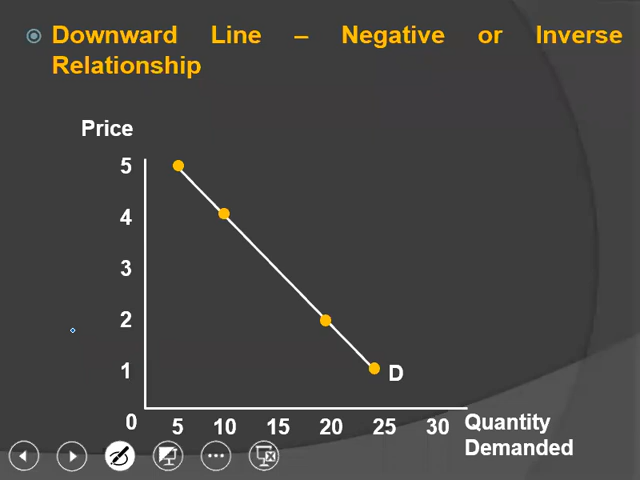 Downward Line – Negative or Inverse
Relationship
Price
5
4
3
2
1
D
0 5 10 15 20 25 30 Quantity
Demanded